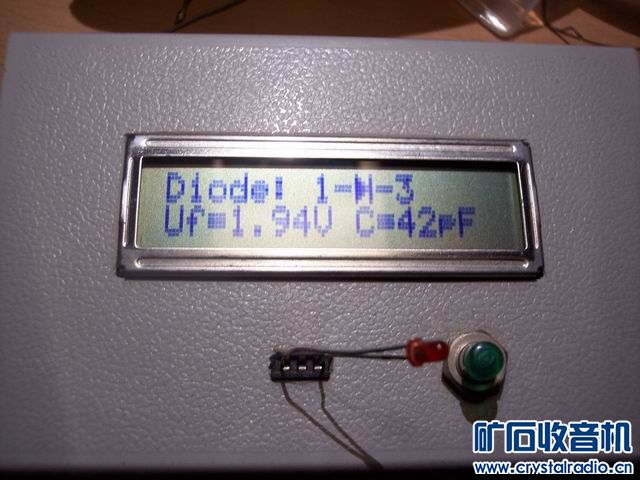 Diode: 1-▶-3
Uf=1.94V C=42pF
矿石收音机
www.crystalradio.cn